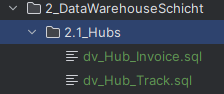 2_DataWarehouseSchicht
2.1_Hubs
dv_Hub_Invoice.sql
dv_Hub_Track.sql